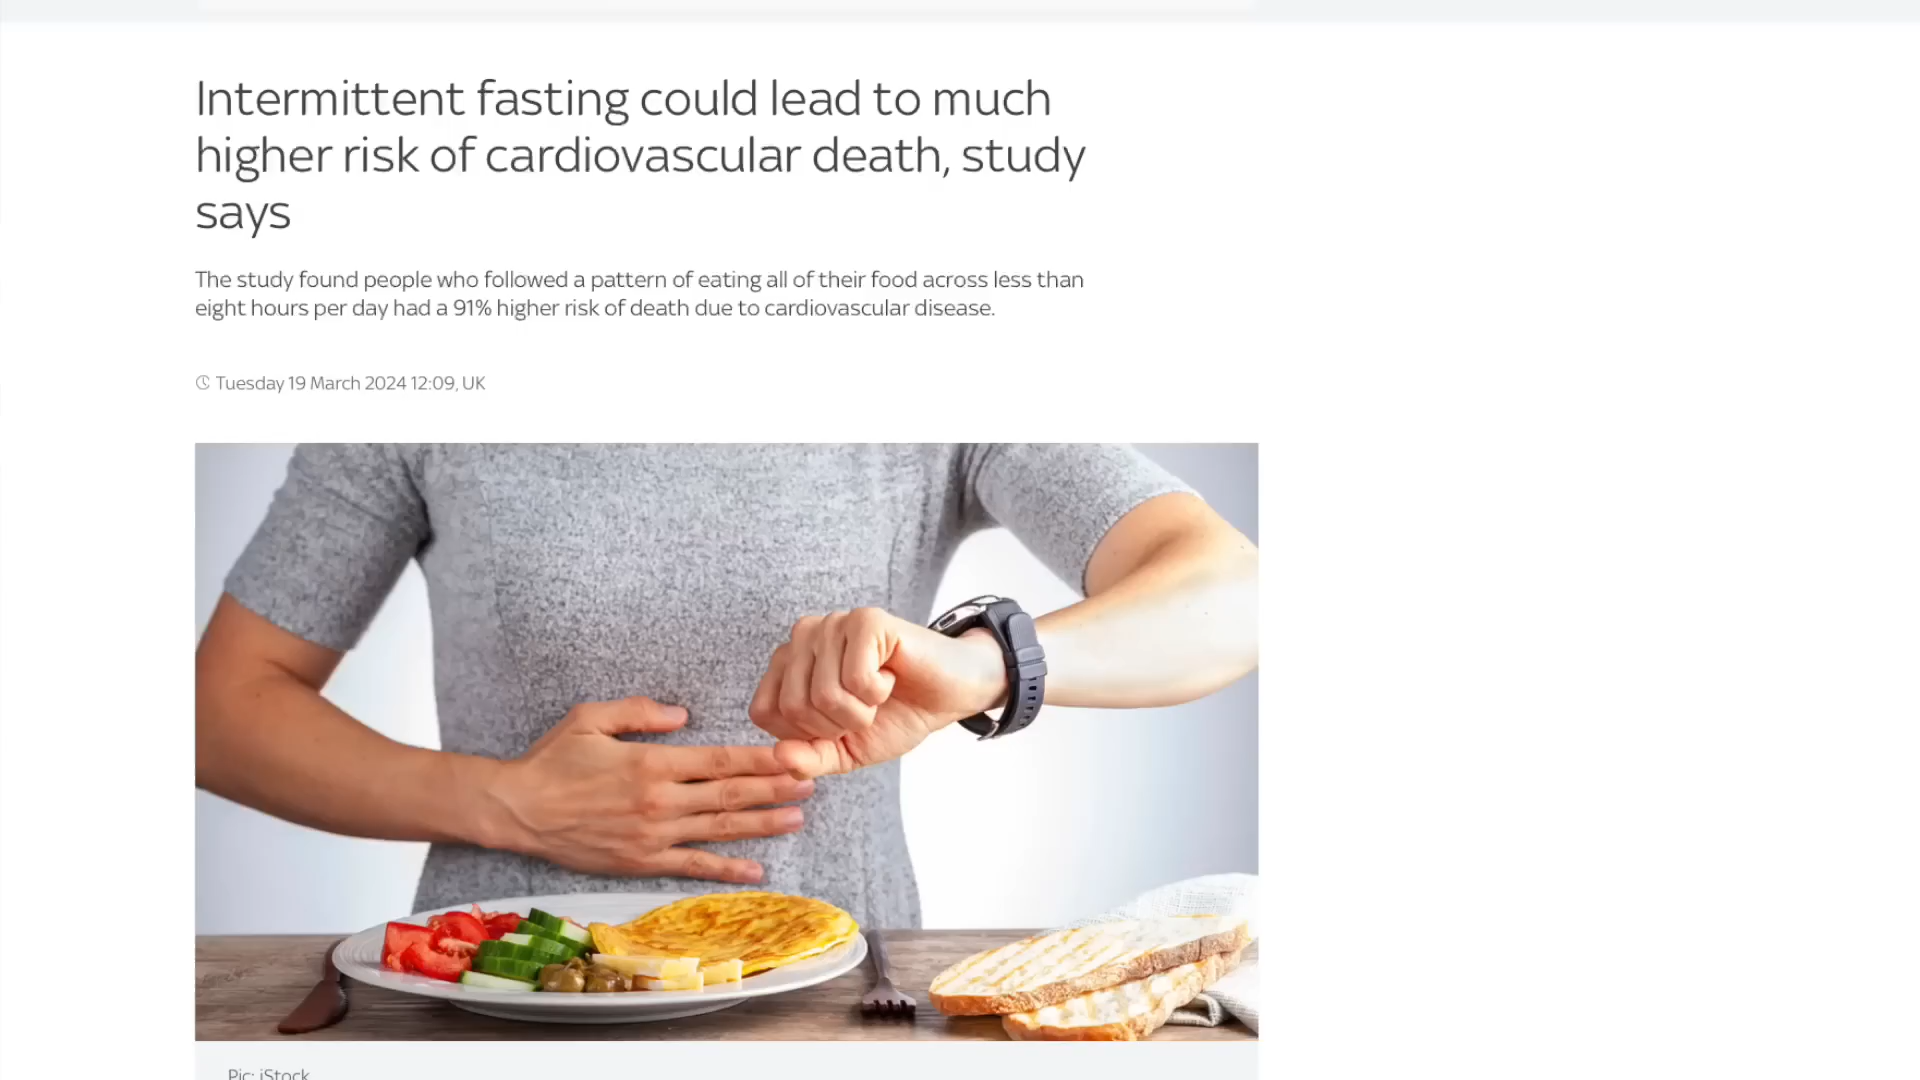 Intermittent fasting could lead to much
higher risk of cardiovascular death, study
says
The study found people who followed a pattern of eating all of their food across less than
eight hours per day had a 91% higher risk of death due to cardiovascular disease.
Tuesday 19 March 2024 12:09, UK
Pic: iStock